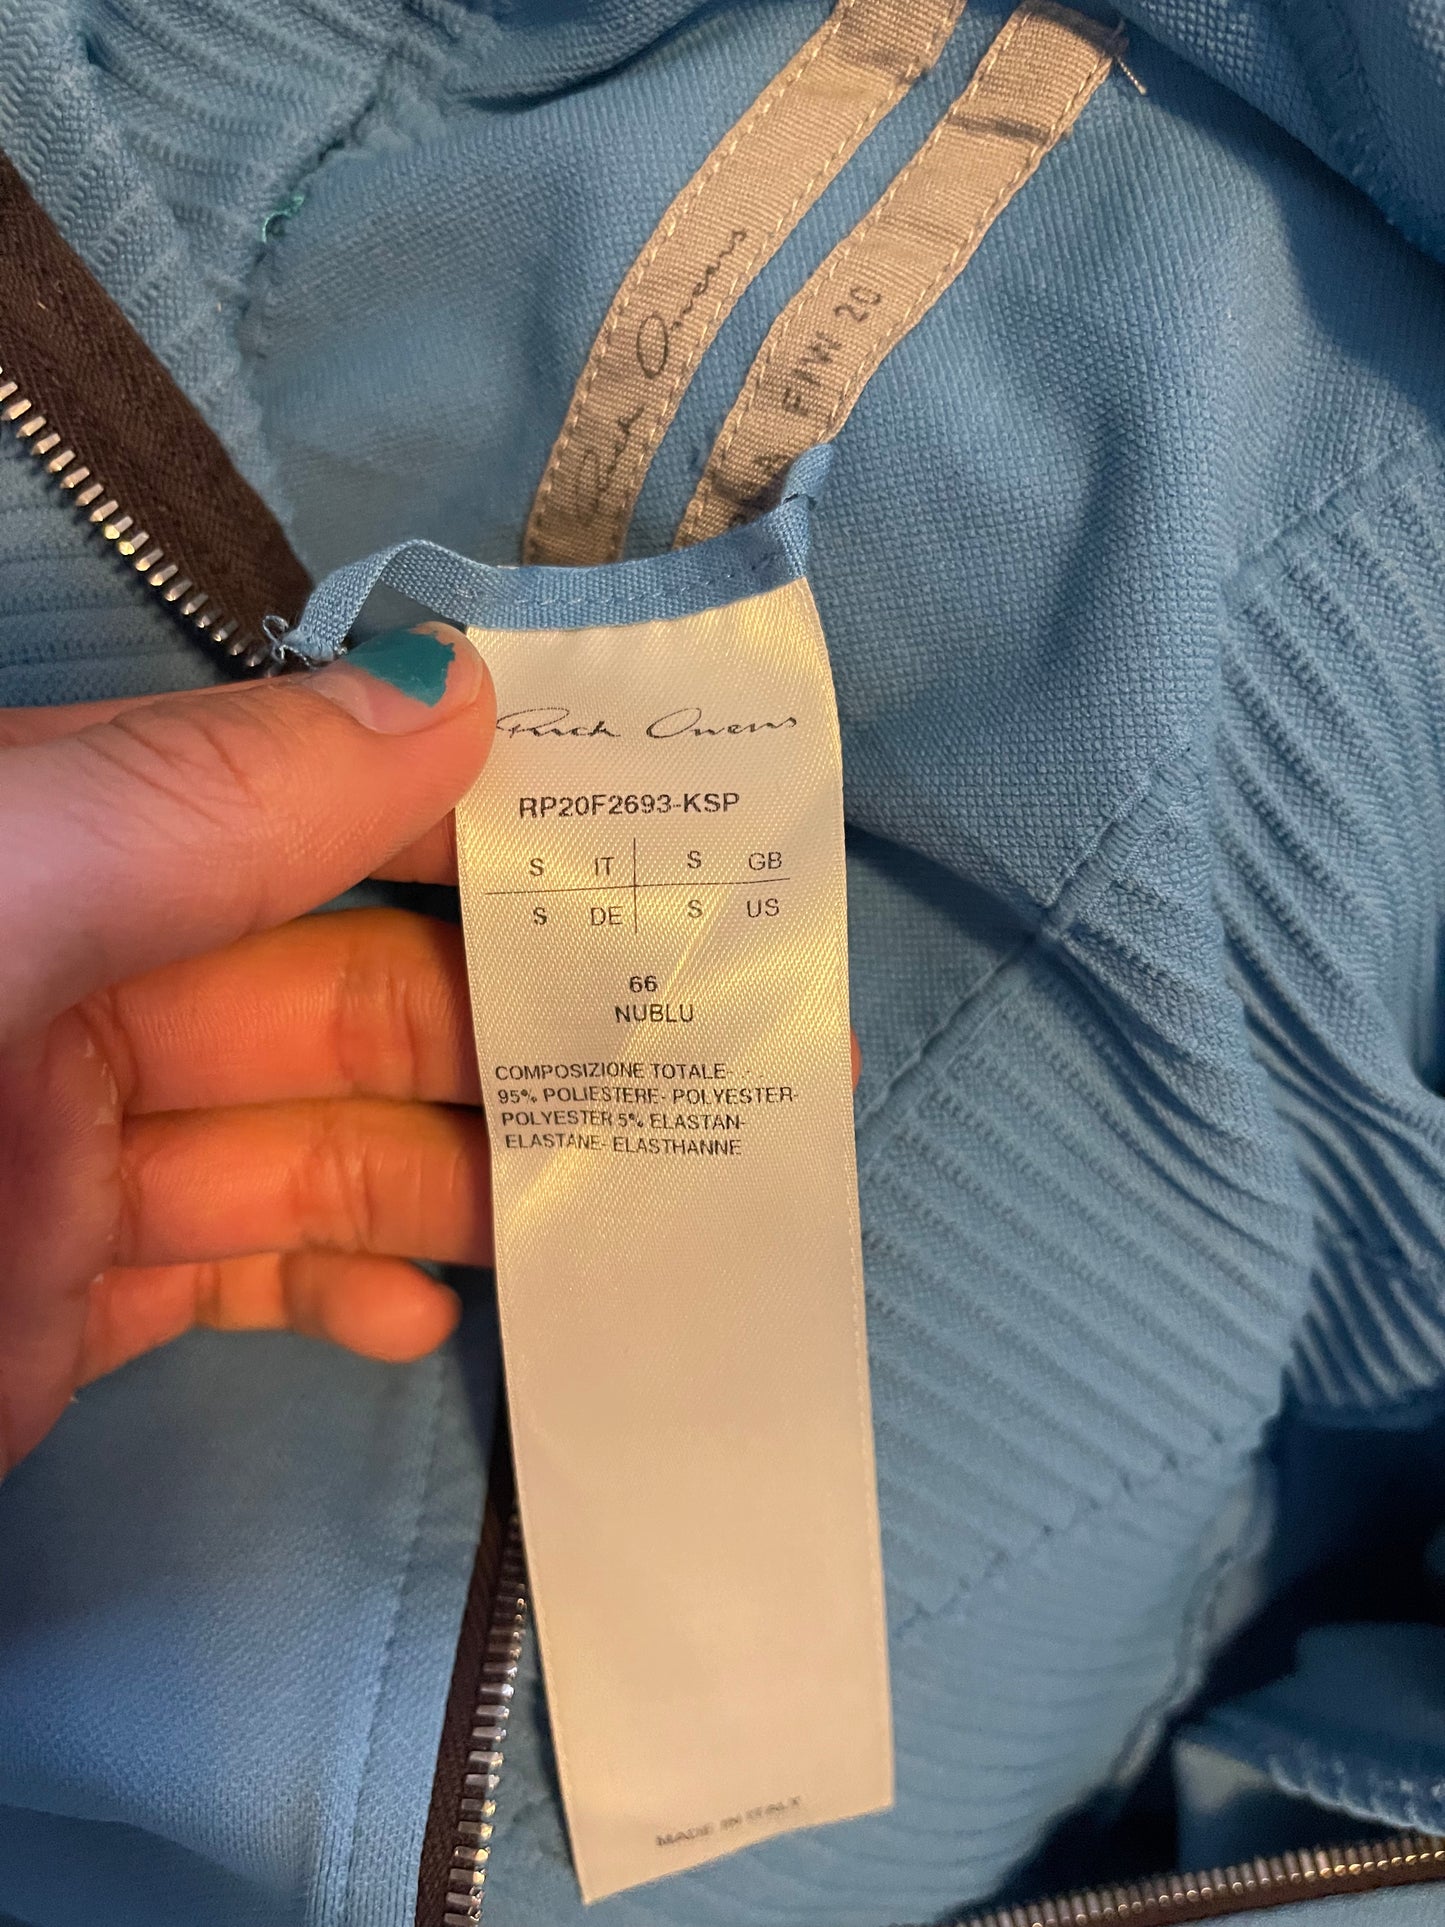 Rick Owens
F/W 20
Rick Owens
RP20F2693-KSP
S IT S GB
S DE S US
66
NUBLU
COMPOSIZIONE TOTALE- .- .
95% POLIESTERE- POLYESTER-
POLYESTER 5% ELASTAN-
ELASTANE- ELASTHANNE
MADE IN ITALY